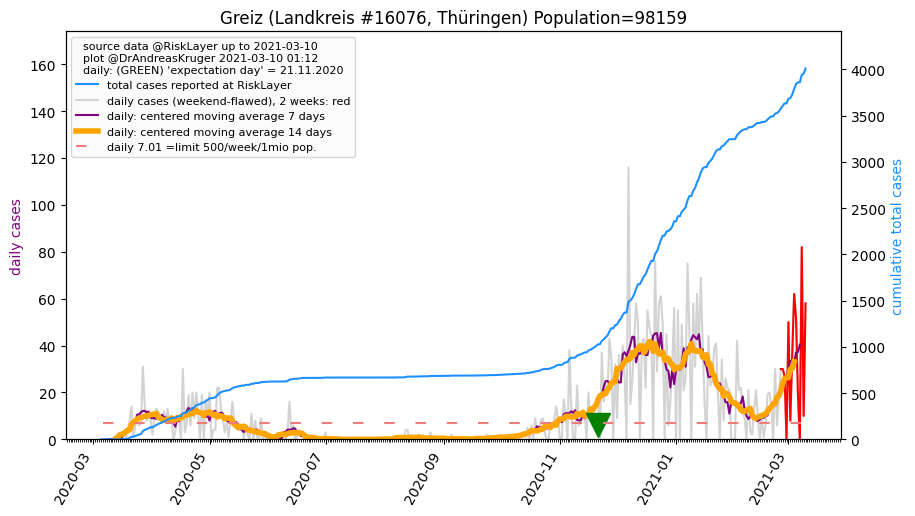 Greiz (Landkreis #16076, Thüringen) Population=98159
source data @RiskLayer up to 2021-03-10
plot @DrAndreasKruger 2021-03-10 01:12
daily: (GREEN) 'expectation day' = 21.11.2020
total cases reported at RiskLayer
daily cases (weekend-flawed), 2 weeks: red
daily: centered moving average 7 days
daily: centered moving average 14 days
daily 7.01 =limit 500/week/1mio pop.
daily cases
160
140
120
100
80
60
40
20
0
cumulative total cases
4000
3500
3000
2500
2000
1500
1000
500
0
2020-03
2020-05
2020-07
2020-09
2020-11
2021-01
2021-03